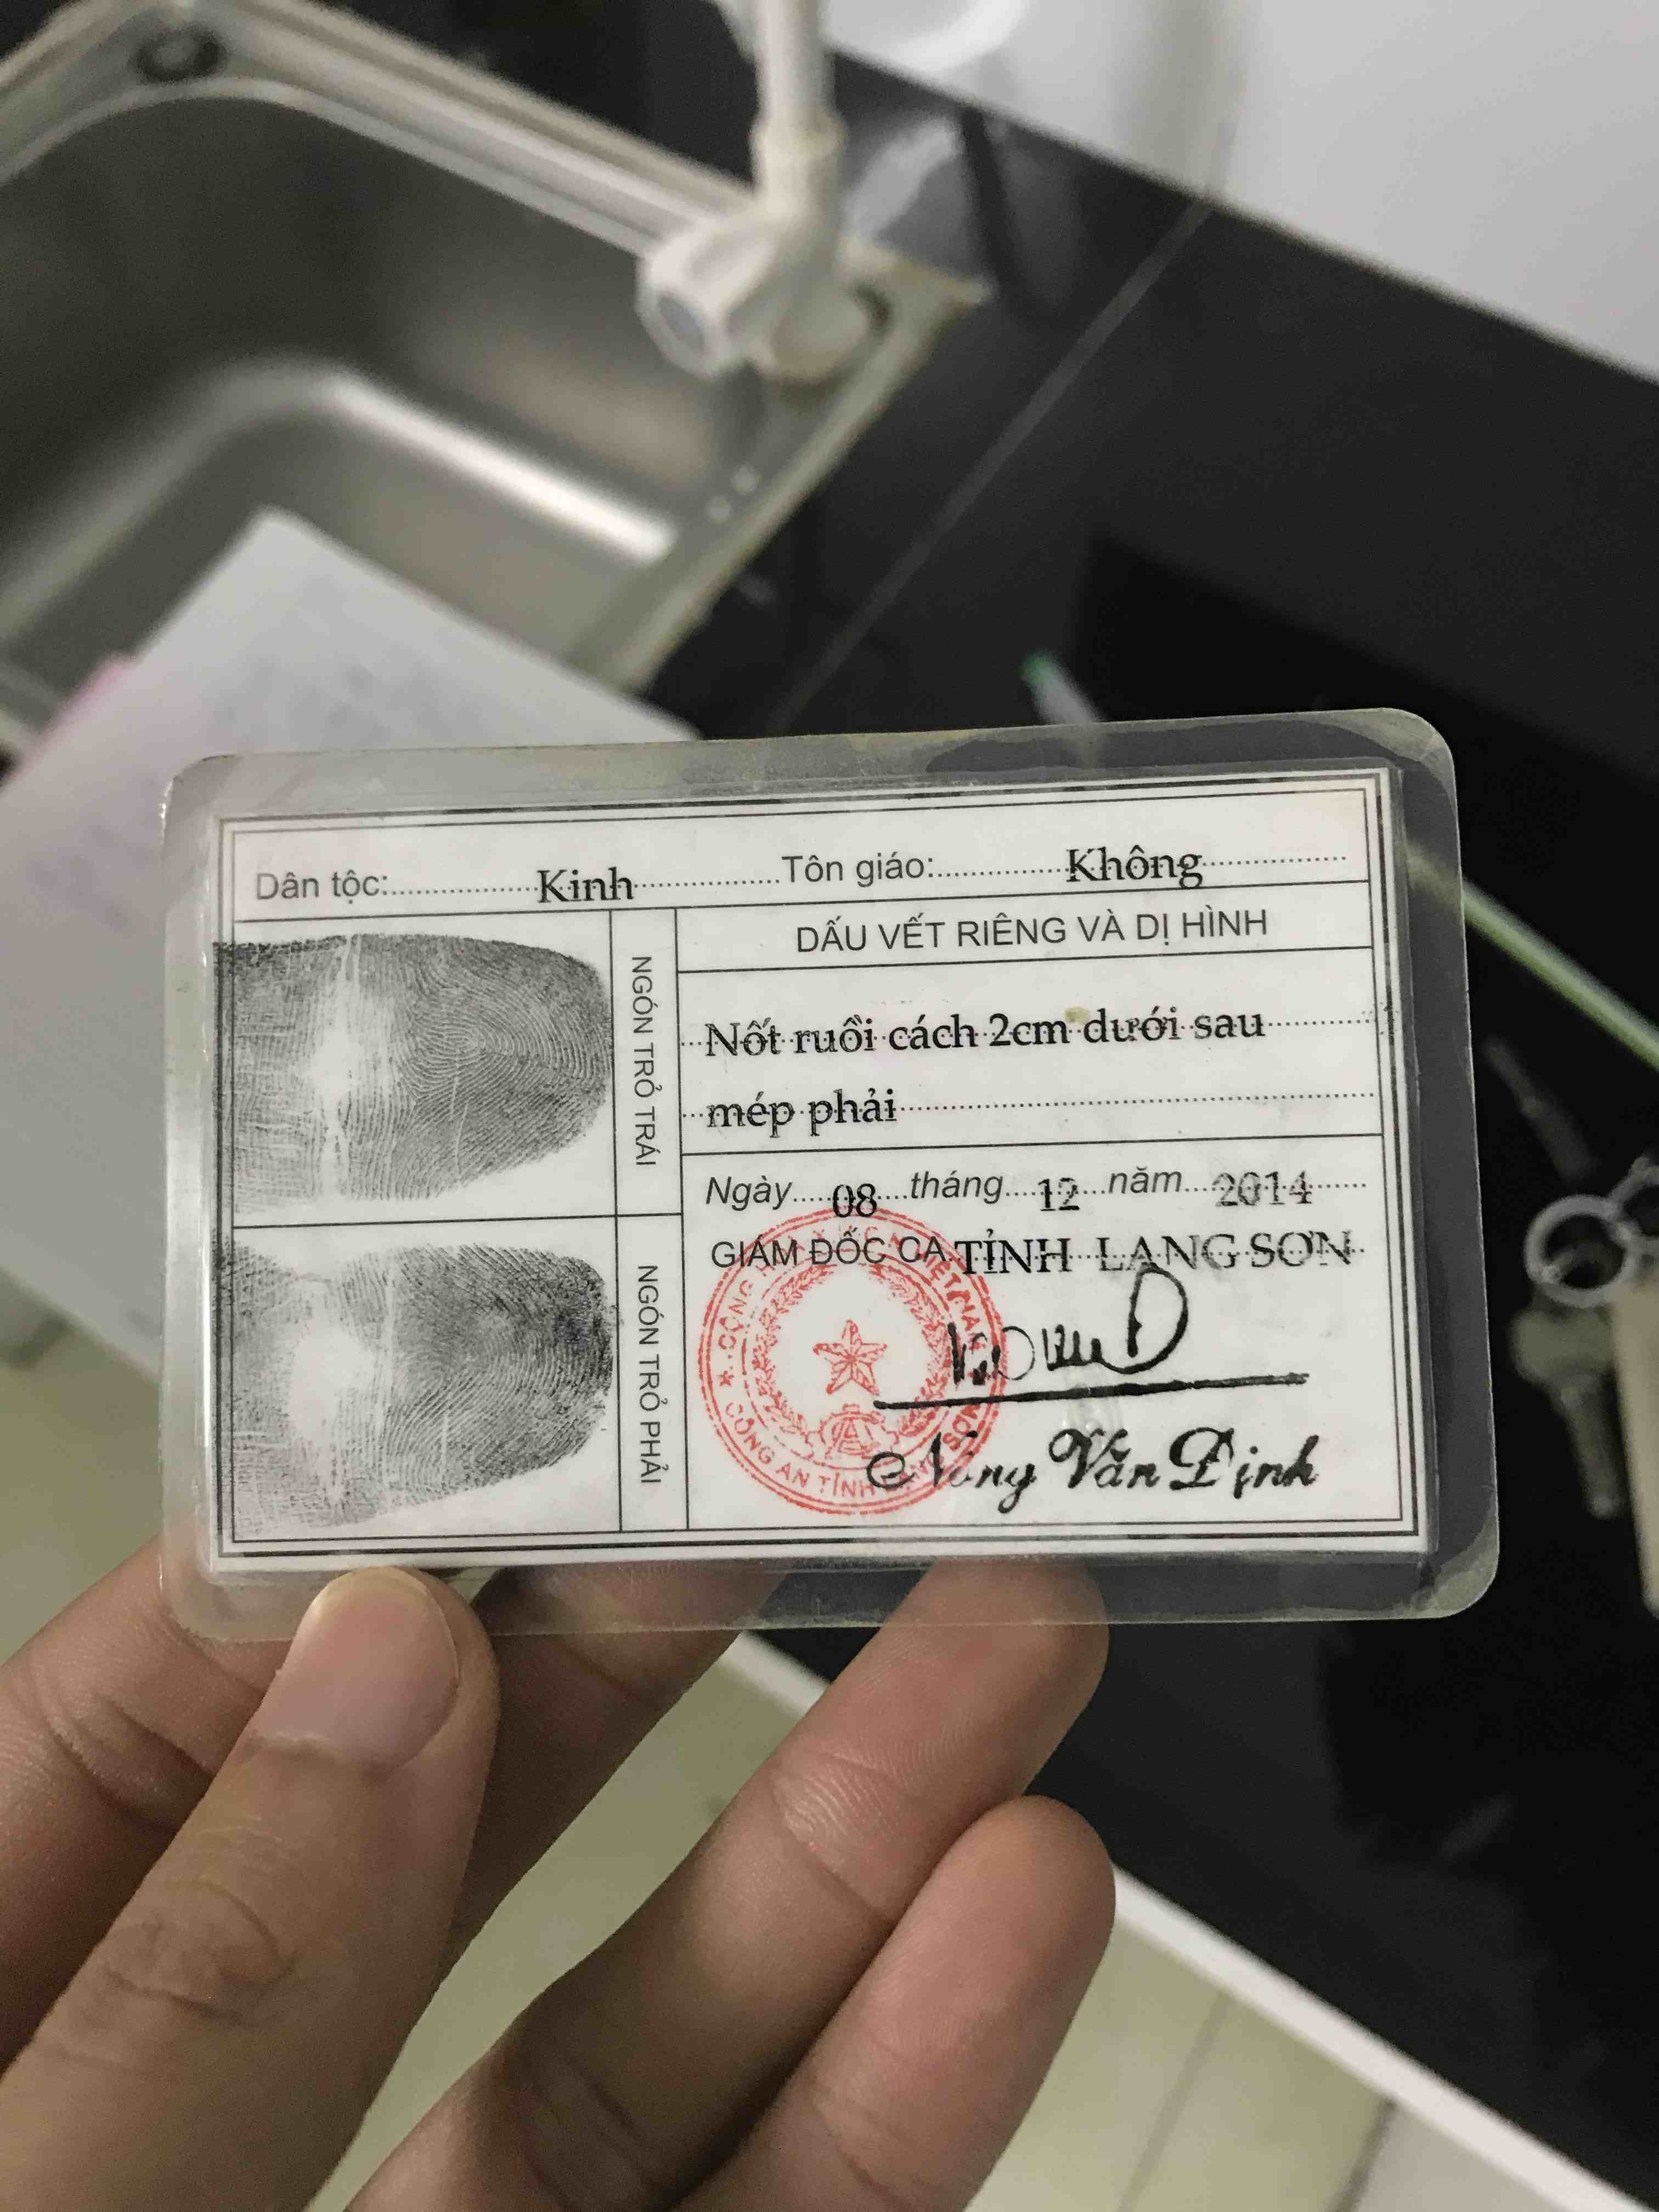 Dân tộc: Kinh Tôn giáo: Không
DẤU VẾT RIÊNG VÀ DỊ HÌNH
NGÓN TRỎ TRÁI
Nốt ruồi cách 2cm dưới sau
mép phải
NGÓN TRỎ PHẢI
Ngày 08 tháng 12 năm 2014
GIÁM ĐỐC CA TỈNH LẠNG SƠN
CÔNG AN TỈNH
Nông Văn Định